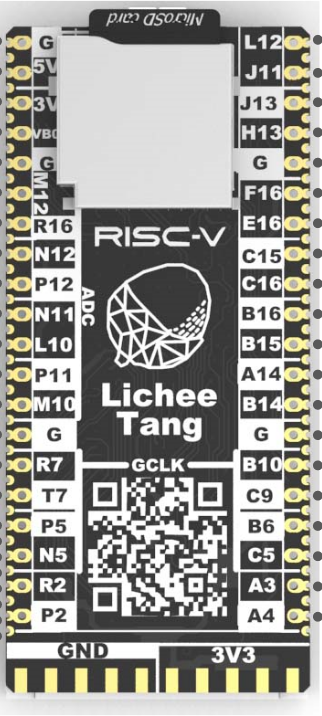 MicroSD card
G L12
5V J11
3V J13
VB0 H13
G G
M12 F16
R16 E16
RISC-V
N12 C15
P12 C16
ADC
N11 B16
L10 B15
P11 A14
Lichee
M10 B14
Tang
G G
R7 GCLK B10
T7 C9
P5 B6
N5 C5
R2 A3
P2 A4
GND 3V3